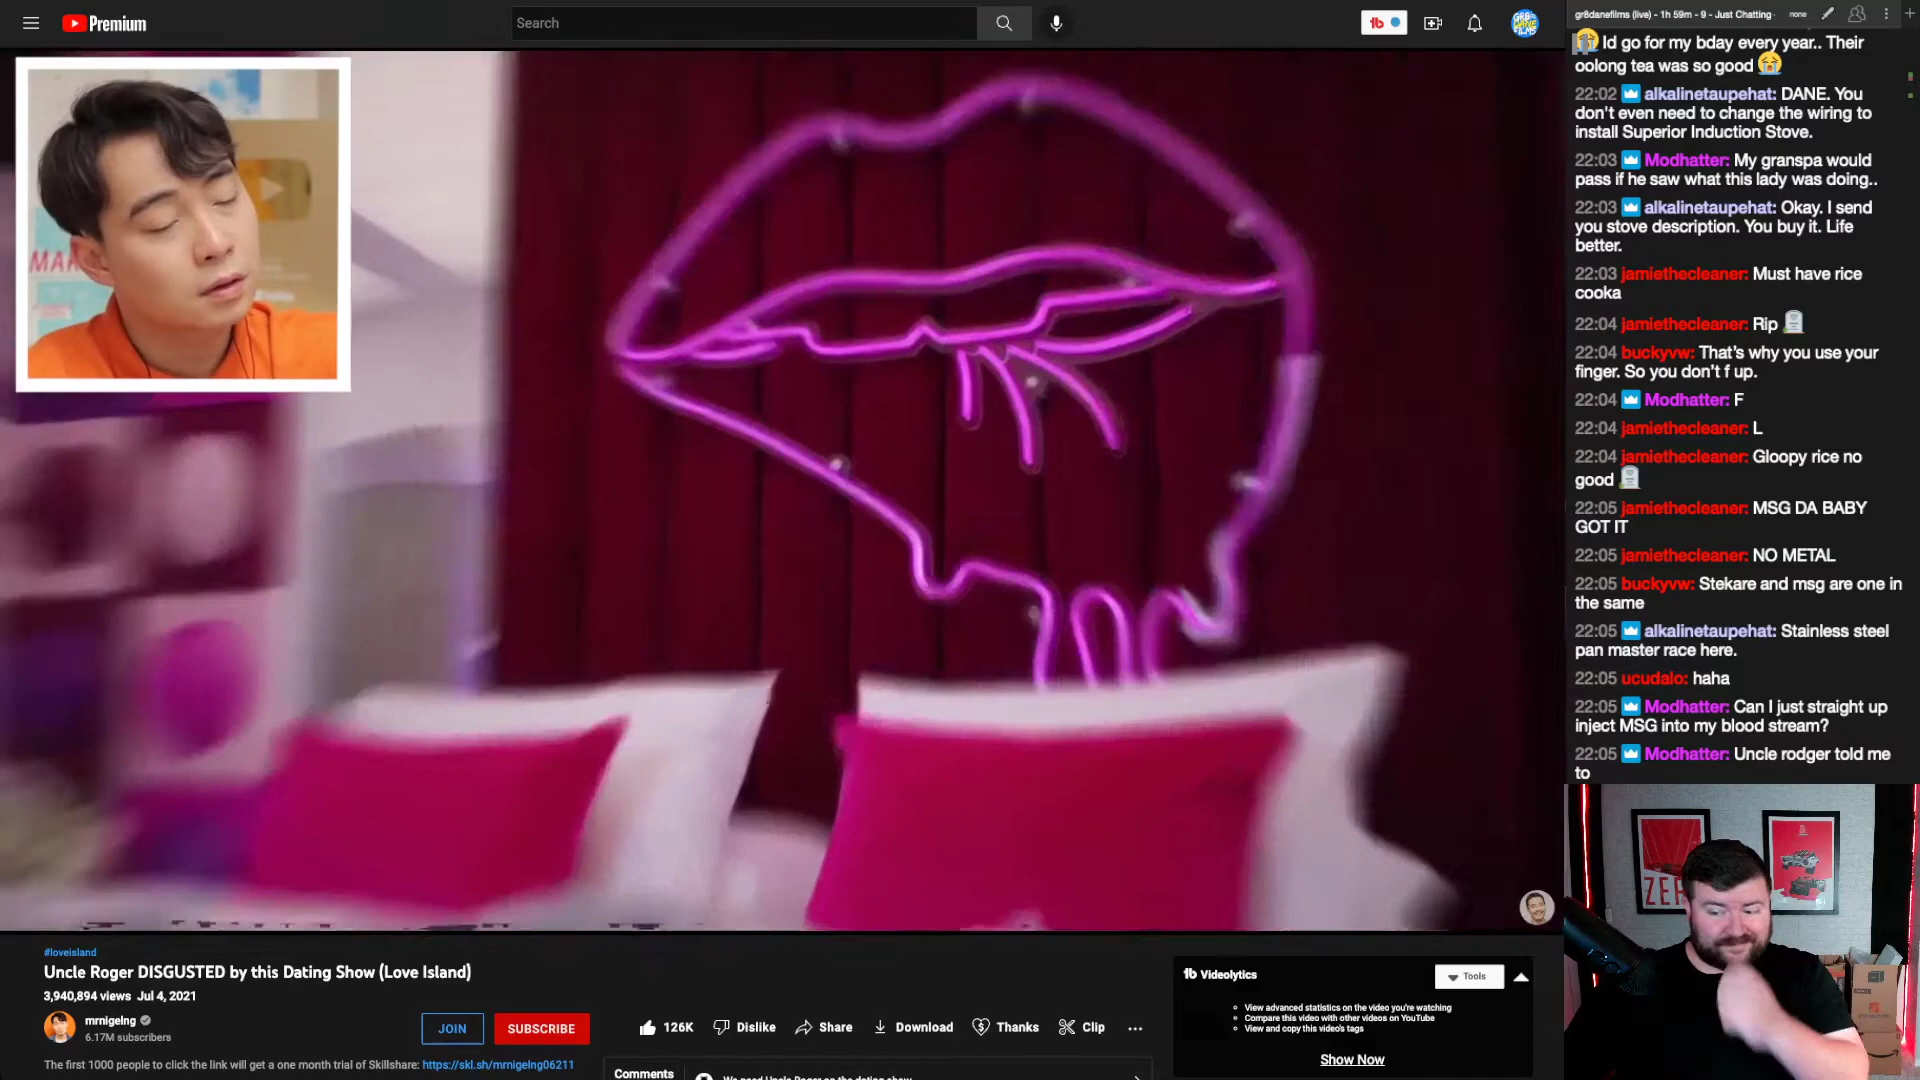 Premium
Search
tb
gr8danefilms (live) - 1h 59m - 9 - Just Chatting
none
Id go for my bday every year.. Their
oolong tea was so good 😭
22:02 alkalinetaupehat: DANE. You
don't even need to change the wiring to
install Superior Induction Stove.
22:03 Modhatter: My granspa would
pass if he saw what this lady was doing..
22:03 alkalinetaupehat: Okay. I send
you stove description. You buy it. Life
better.
22:03 jamiethecleaner: Must have rice
cooka
22:04 jamiethecleaner: Rip
22:04 buckyvw: That's why you use your
finger. So you don't f up.
22:04 Modhatter: F
22:04 jamiethecleaner: L
22:04 jamiethecleaner: Gloopy rice no
good
22:05 jamiethecleaner: MSG DA BABY
GOT IT
22:05 jamiethecleaner: NO METAL
22:05 buckyvw: Stekare and msg are one in
the same
22:05 alkalinetaupehat: Stainless steel
pan master race here.
22:05 ucudalo: haha
22:05 Modhatter: Can I just straight up
inject MSG into my blood stream?
22:05 Modhatter: Uncle rodger told me
to
#loveisland
Uncle Roger DISGUSTED by this Dating Show (Love Island)
3,940,894 views Jul 4, 2021
mrnigelng
6.17M subscribers
JOIN
SUBSCRIBE
126K
Dislike
Share
Download
Thanks
Clip
The first 1000 people to click the link will get a one month trial of Skillshare: https://skl.sh/mrnigelng06211
Comments
tb Videolytics
Tools
View advanced statistics on the video you're watching
Compare this video with other videos on YouTube
View and copy this video's tags
Show Now